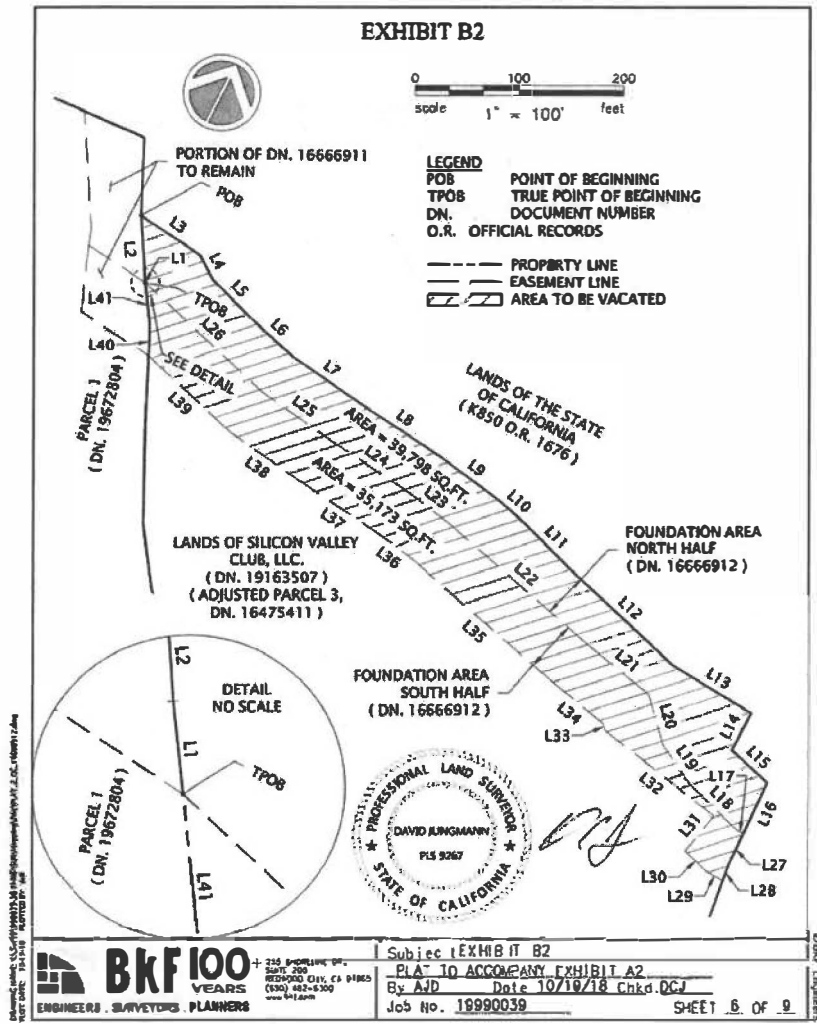 EXHIBIT B2
0 100 200
scale 1" = 100' feet
PORTION OF DN. 16666911
TO REMAIN
POB
LEGEND
POB POINT OF BEGINNING
TPOB TRUE POINT OF BEGINNING
DN. DOCUMENT NUMBER
O.R. OFFICIAL RECORDS
PROPERTY LINE
EASEMENT LINE
AREA TO BE VACATED
L3
L2
L1
L4
L41
TPOB
L5
L26
L6
L40
SEE DETAIL
L7
PARCEL 1
( DN. 19672804 )
L39
L25
L8
LANDS OF THE STATE
OF CALIFORNIA
( K850 O.R. 1676 )
AREA = 39,798 SQ.FT.
L24
L23
AREA = 35,173 SQ.FT.
L38
L9
L37
L10
L36
L11
LANDS OF SILICON VALLEY
CLUB, LLC.
( DN. 19163507 )
( ADJUSTED PARCEL 3,
DN. 16475411 )
FOUNDATION AREA
NORTH HALF
( DN. 16666912 )
L22
L12
L35
L21
L13
FOUNDATION AREA
SOUTH HALF
( DN. 16666912 )
L34
L33
L20
L14
L15
L19
L17
L18
L32
L16
L31
L27
L30
L29
L28
L2
DETAIL
NO SCALE
L1
TPOB
PARCEL 1
( DN. 19672804 )
L41
PROFESSIONAL LAND SURVEYOR
DAVID JUNGMANN
PLS 9267
STATE OF CALIFORNIA
BKF 100+
YEARS
ENGINEERS . SURVEYORS . PLANNERS
SUITE 200
REDWOOD CITY, CA
(650) 482-6300
Subject EXHIBIT B2
PLAT TO ACCOMPANY EXHIBIT A2
By AJD Date 10/19/18 Chkd.DCJ
Job No. 19990039 SHEET 6 OF 9